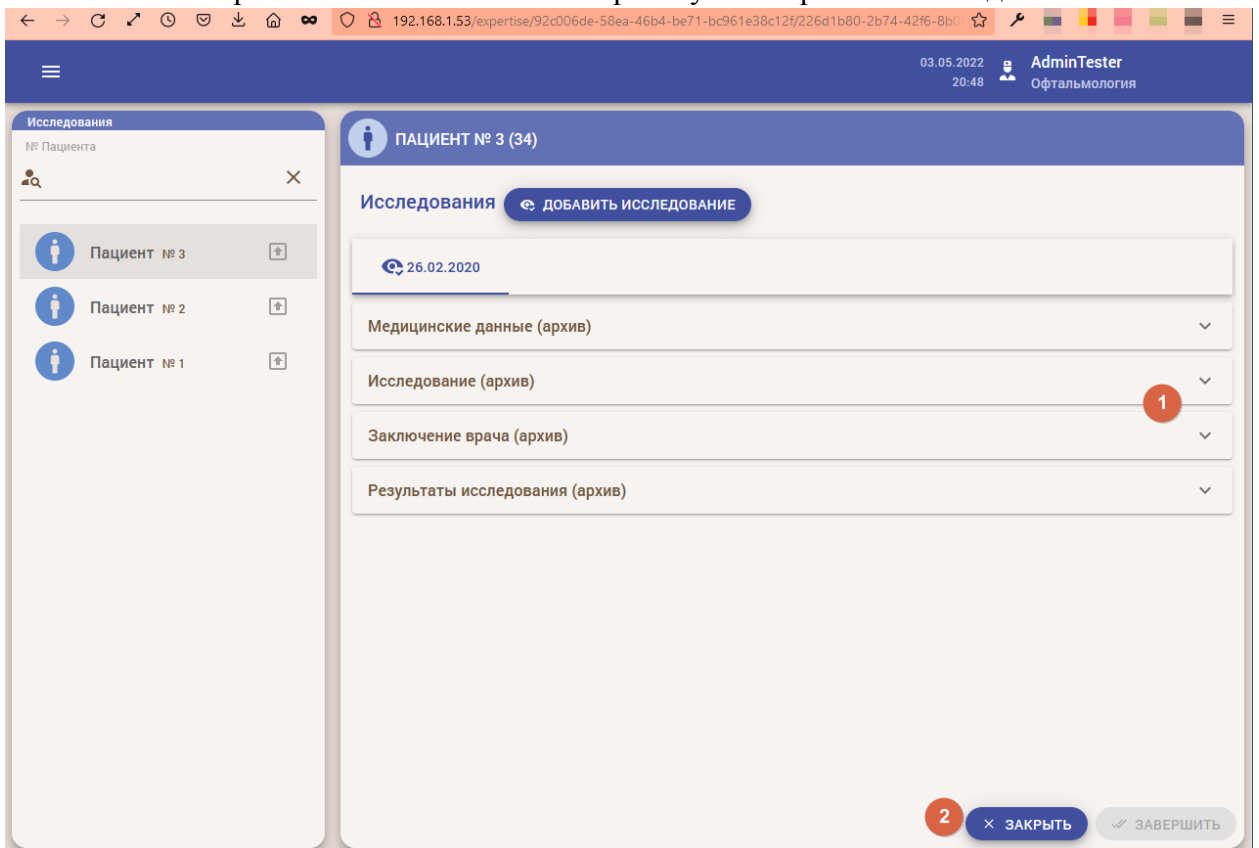 192.168.1.53/expertise/92c006de-58ea-46b4-be71-bc961e38c12f/226d1b80-2b74-42f6-8b0
03.05.2022
20:48
AdminTester
Офтальмология
Исследования
№ Пациента
Пациент № 3
Пациент № 2
Пациент № 1
ПАЦИЕНТ № 3 (34)
Исследования
ДОБАВИТЬ ИССЛЕДОВАНИЕ
26.02.2020
Медицинские данные (архив)
Исследование (архив)
1
Заключение врача (архив)
Результаты исследования (архив)
2
ЗАКРЫТЬ
ЗАВЕРШИТЬ